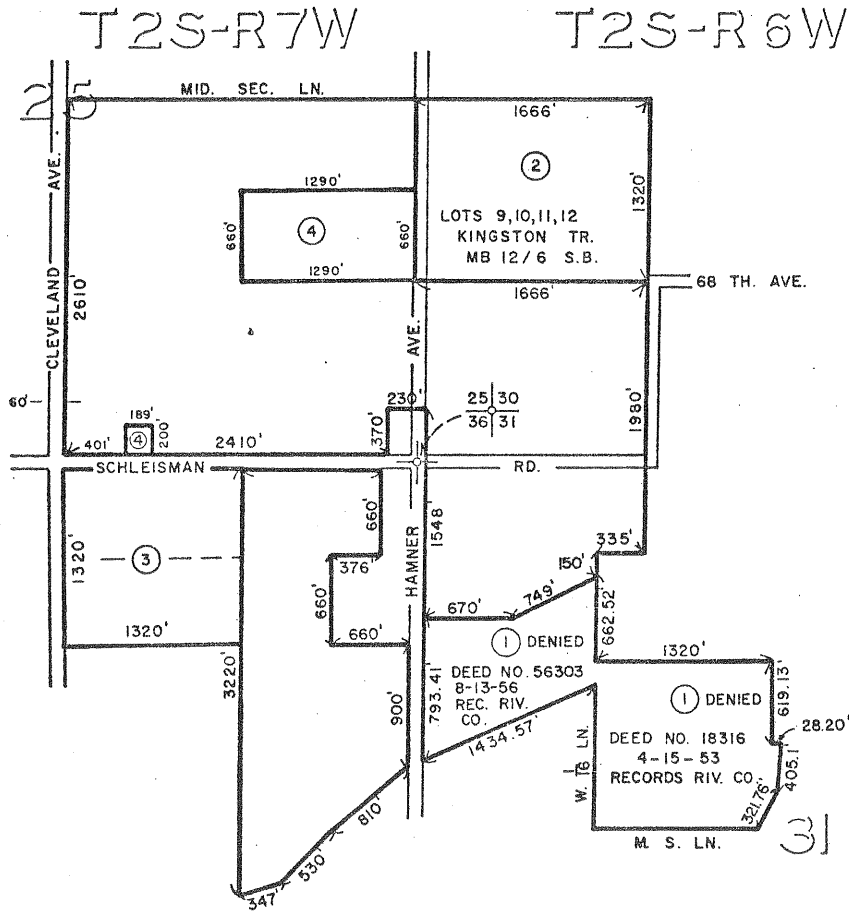 T2S-R7W
T2S-R6W
25
MID. SEC. LN.
1666'
2
1320'
1290'
4
660'
660'
LOTS 9,10,11,12
KINGSTON TR.
MB 12/6 S.B.
1290'
1666'
68 TH. AVE.
CLEVELAND AVE.
2610'
AVE.
60'
189'
4
200'
401'
2410'
230'
370'
25 30
36 31
1980'
SCHLEISMAN
RD.
660'
HAMNER
1548'
3
1320'
376'
335'
150'
749'
670'
662.52'
660'
660'
1320'
3220'
1 DENIED
DEED NO. 56303
8-13-56
REC. RIV.
CO.
1320'
619.13'
1 DENIED
28.20'
900'
793.41'
1434.57'
DEED NO. 18316
4-15-53
RECORDS RIV. CO.
405.1'
321.76'
W. 16 LN.
M. S. LN.
31
810'
530'
347'